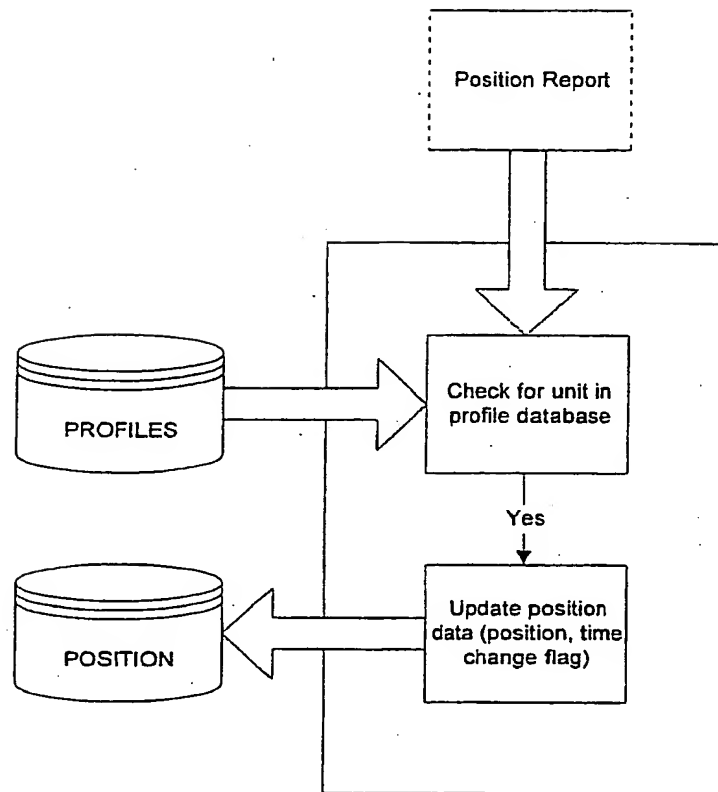 Position Report
Check for unit in
profile database
PROFILES
Yes
Update position
data (position, time
change flag)
POSITION